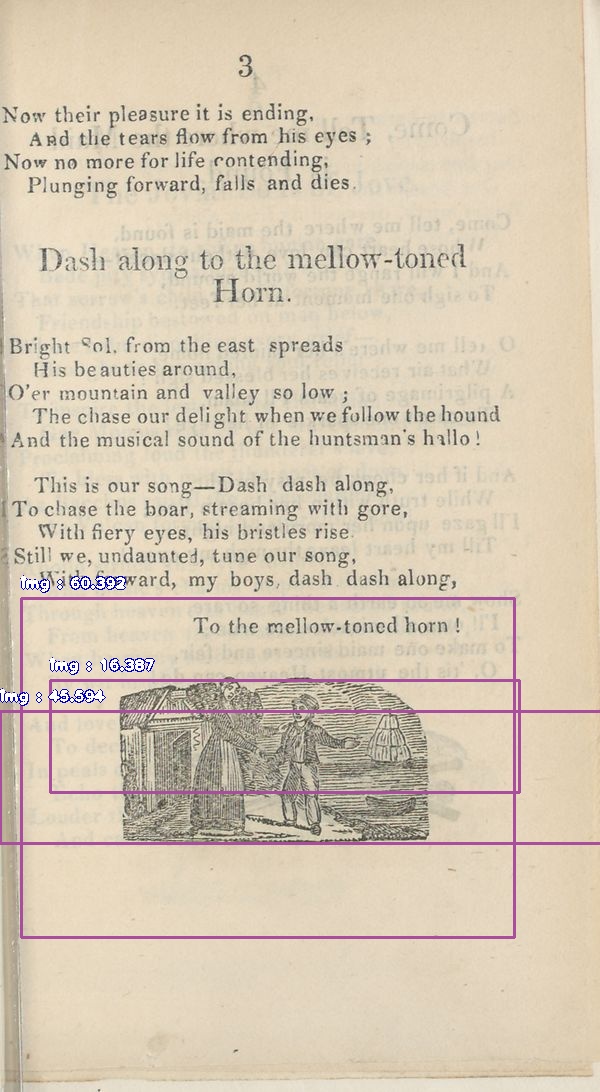 3
Now their pleasure it is ending,
And the tears flow from his eyes ;
Now no more for life contending,
Plunging forward, falls and dies.
Dash along to the mellow-toned
Horn.
Bright Sol, from the east spreads
His beauties around,
O'er mountain and valley so low ;
The chase our delight when we follow the hound
And the musical sound of the huntsman's hallo !
This is our song—Dash dash along,
To chase the boar, streaming with gore,
With fiery eyes, his bristles rise
Still we, undaunted, tune our song,
With forward, my boys, dash dash along,
img : 60.392
To the mellow-toned horn !
img : 16.387
img : 45.594